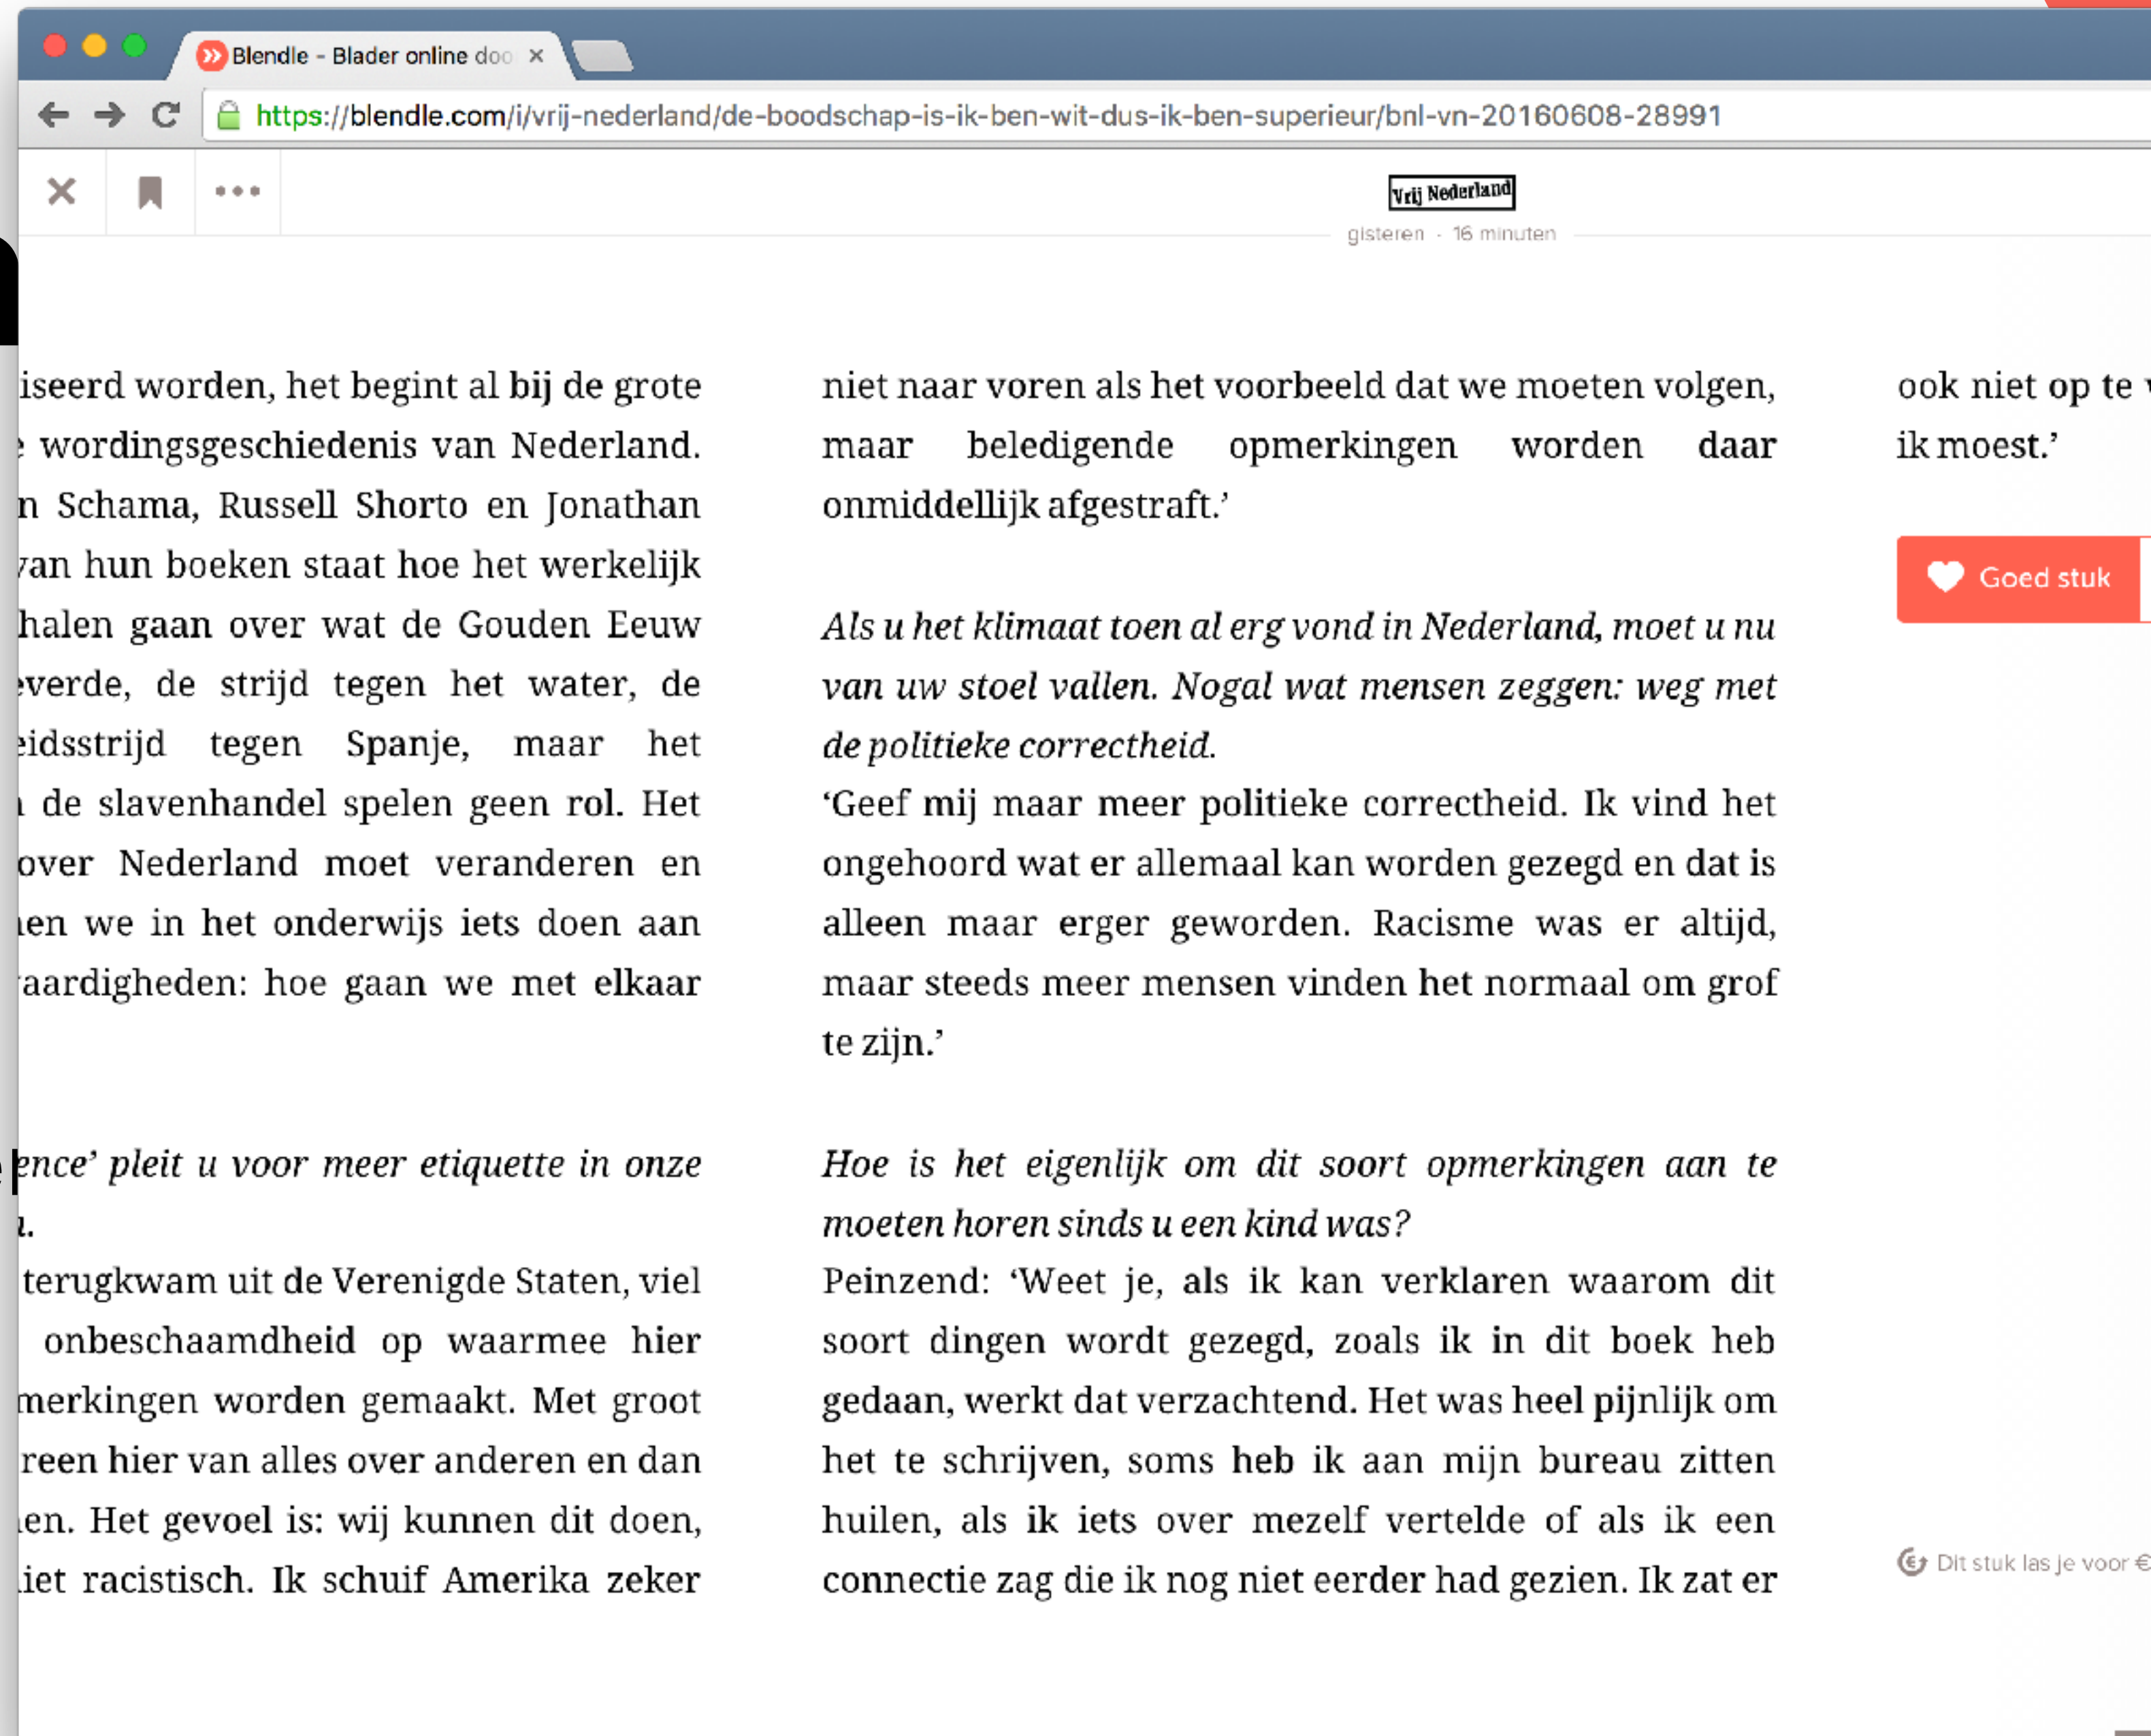 Blendle - Blader online doo
https://blendle.com/i/vrij-nederland/de-boodschap-is-ik-ben-wit-dus-ik-ben-superieur/bnl-vn-20160608-28991
Vrij Nederland
gisteren · 16 minuten
iseerd worden, het begint al bij de grote
wordingsgeschiedenis van Nederland.
n Schama, Russell Shorto en Jonathan
van hun boeken staat hoe het werkelijk
halen gaan over wat de Gouden Eeuw
everde, de strijd tegen het water, de
eidsstrijd tegen Spanje, maar het
de slavenhandel spelen geen rol. Het
over Nederland moet veranderen en
en we in het onderwijs iets doen aan
aardigheden: hoe gaan we met elkaar
ence’ pleit u voor meer etiquette in onze
terugkwam uit de Verenigde Staten, viel
onbeschaamdheid op waarmee hier
merkingen worden gemaakt. Met groot
reen hier van alles over anderen en dan
en. Het gevoel is: wij kunnen dit doen,
iet racistisch. Ik schuif Amerika zeker
niet naar voren als het voorbeeld dat we moeten volgen,
maar beledigende opmerkingen worden daar
onmiddellijk afgestraft.’
Als u het klimaat toen al erg vond in Nederland, moet u nu
van uw stoel vallen. Nogal wat mensen zeggen: weg met
de politieke correctheid.
‘Geef mij maar meer politieke correctheid. Ik vind het
ongehoord wat er allemaal kan worden gezegd en dat is
alleen maar erger geworden. Racisme was er altijd,
maar steeds meer mensen vinden het normaal om grof
te zijn.’
Hoe is het eigenlijk om dit soort opmerkingen aan te
moeten horen sinds u een kind was?
Peinzend: ‘Weet je, als ik kan verklaren waarom dit
soort dingen wordt gezegd, zoals ik in dit boek heb
gedaan, werkt dat verzachtend. Het was heel pijnlijk om
het te schrijven, soms heb ik aan mijn bureau zitten
huilen, als ik iets over mezelf vertelde of als ik een
connectie zag die ik nog niet eerder had gezien. Ik zat er
ook niet op te
ik moest.’
Goed stuk
Dit stuk las je voor €